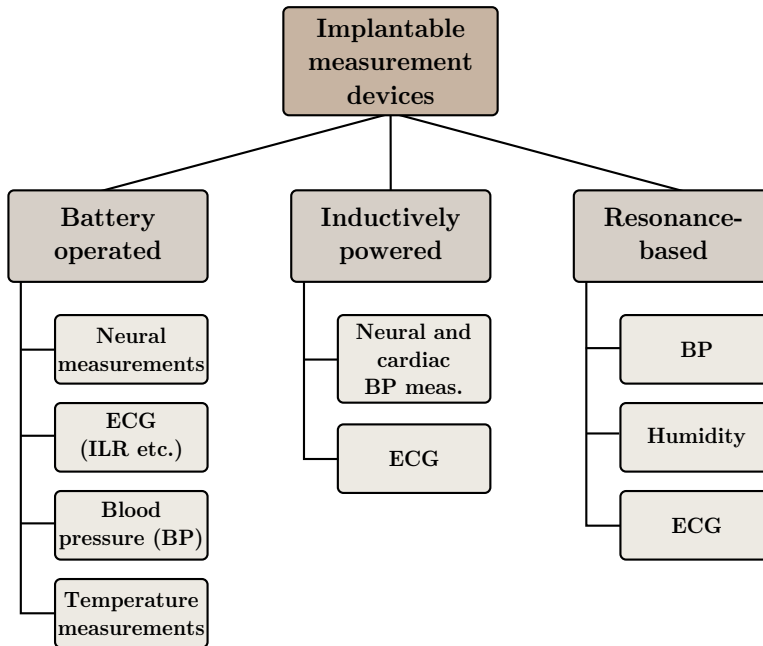 Implantable
measurement
devices
Battery
operated
Inductively
powered
Resonance-
based
Neural
measurements
ECG
(ILR etc.)
Blood
pressure (BP)
Temperature
measurements
Neural and
cardiac
BP meas.
ECG
BP
Humidity
ECG